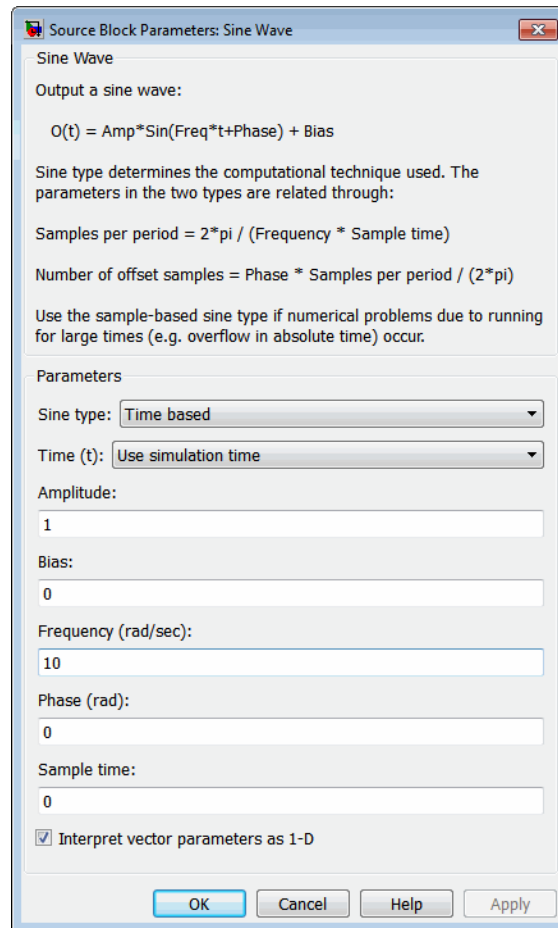 Source Block Parameters: Sine Wave
Sine Wave
Output a sine wave:
O(t) = Amp*Sin(Freq*t+Phase) + Bias
Sine type determines the computational technique used. The
parameters in the two types are related through:
Samples per period = 2*pi / (Frequency * Sample time)
Number of offset samples = Phase * Samples per period / (2*pi)
Use the sample-based sine type if numerical problems due to running
for large times (e.g. overflow in absolute time) occur.
Parameters
Sine type: Time based
Time (t): Use simulation time
Amplitude:
1
Bias:
0
Frequency (rad/sec):
10
Phase (rad):
0
Sample time:
0
Interpret vector parameters as 1-D
OK Cancel Help Apply